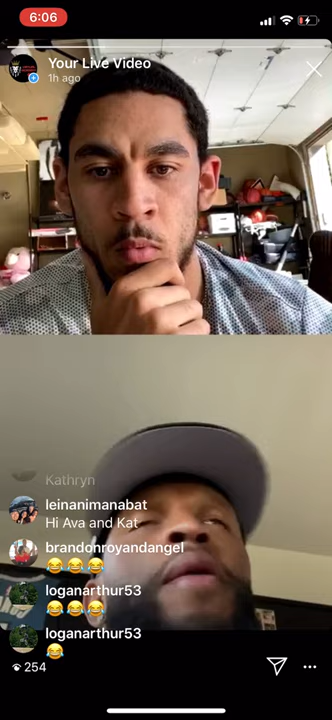 6:06
Your Live Video
1h ago
Kathryn
leinanimanabat
Hi Ava and Kat
brandonroyandangel
😂😂😂
loganarthur53
😂😂😂
loganarthur53
😂
254